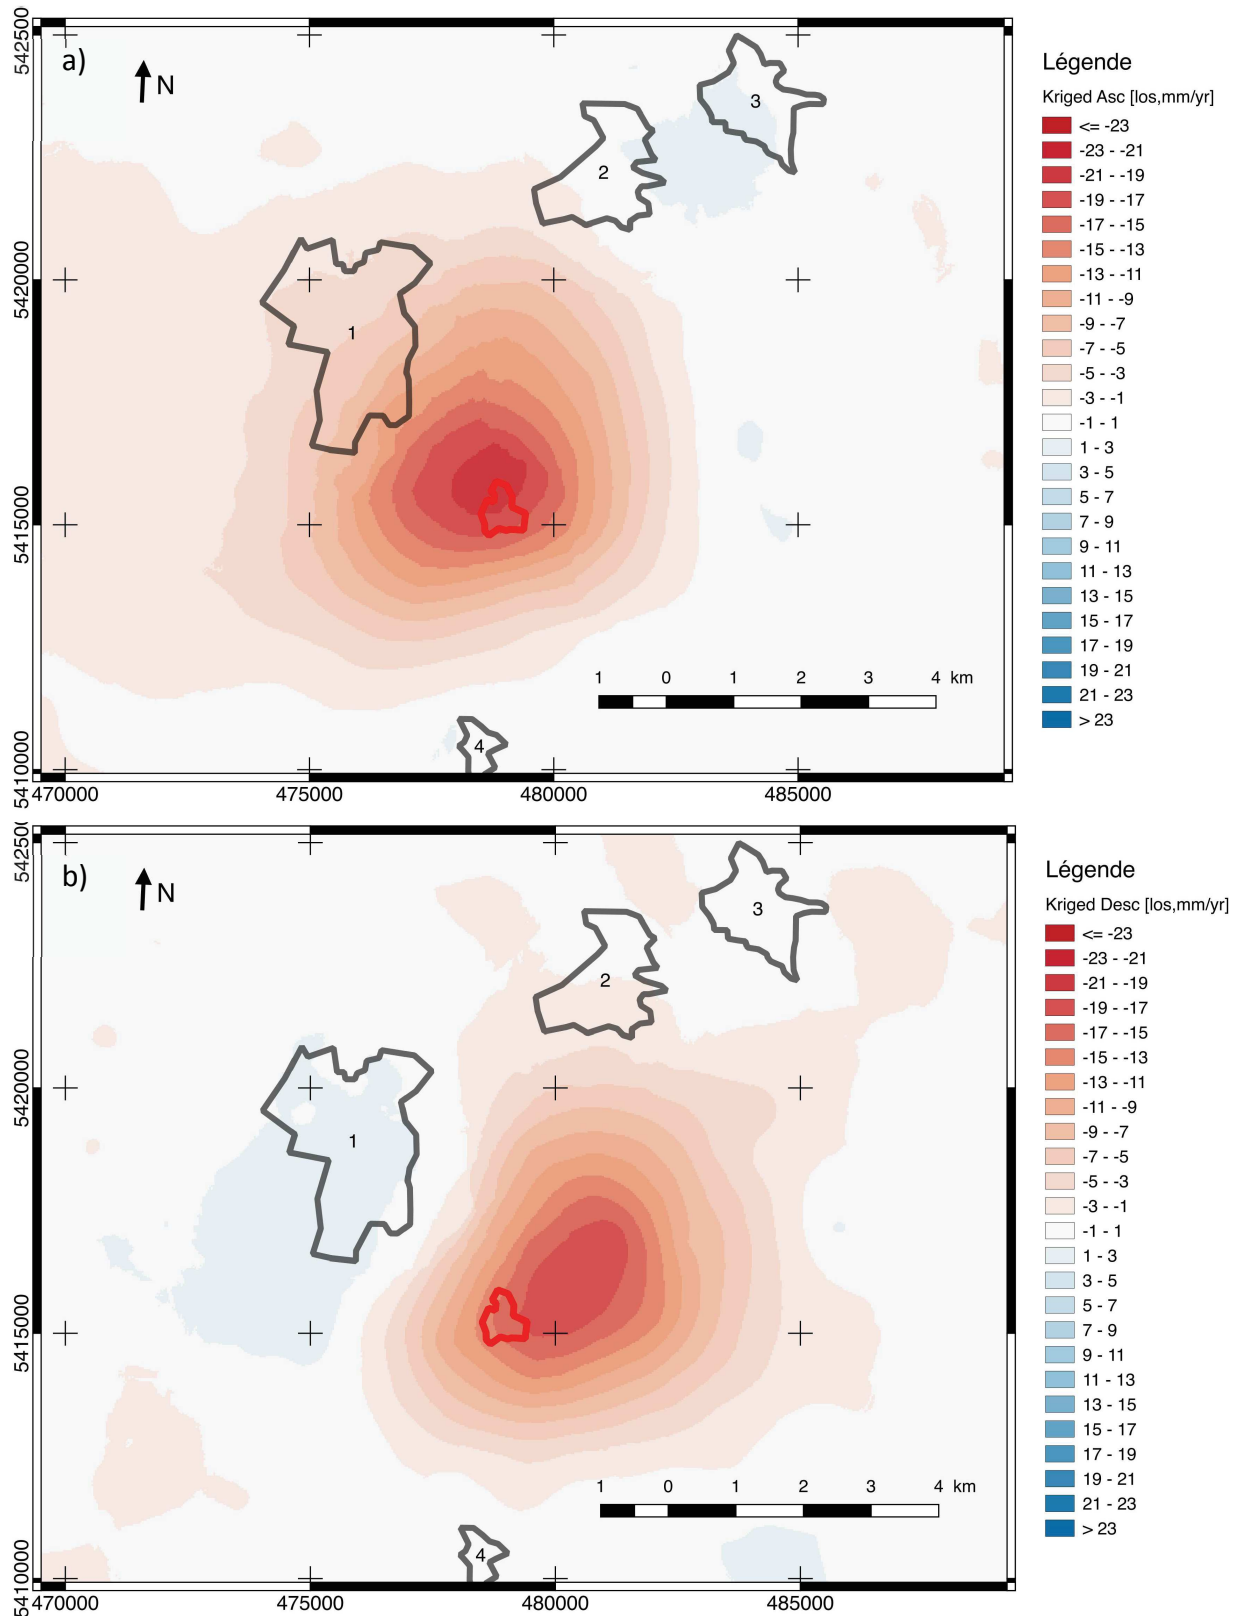 a)
N
5425000
5420000
5415000
5410000
470000
475000
480000
485000
1
2
3
4
1 0 1 2 3 4 km
Légende
Kriged Asc [los,mm/yr]
<= -23
-23 - -21
-21 - -19
-19 - -17
-17 - -15
-15 - -13
-13 - -11
-11 - -9
-9 - -7
-7 - -5
-5 - -3
-3 - -1
-1 - 1
1 - 3
3 - 5
5 - 7
7 - 9
9 - 11
11 - 13
13 - 15
15 - 17
17 - 19
19 - 21
21 - 23
> 23
b)
N
542500
5420000
5415000
5410000
470000
475000
480000
485000
1
2
3
4
1 0 1 2 3 4 km
Légende
Kriged Desc [los,mm/yr]
<= -23
-23 - -21
-21 - -19
-19 - -17
-17 - -15
-15 - -13
-13 - -11
-11 - -9
-9 - -7
-7 - -5
-5 - -3
-3 - -1
-1 - 1
1 - 3
3 - 5
5 - 7
7 - 9
9 - 11
11 - 13
13 - 15
15 - 17
17 - 19
19 - 21
21 - 23
> 23